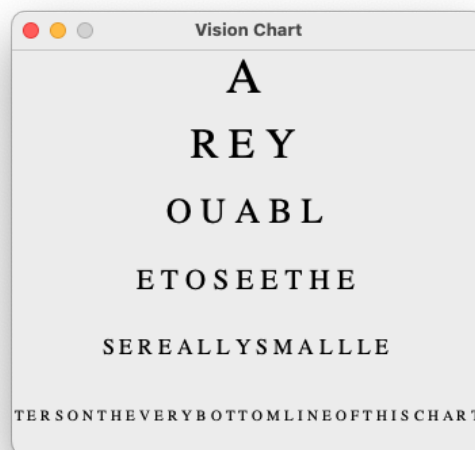 Vision Chart
A
R E Y
O U A B L
E T O S E E T H E
S E R E A L L Y S M A L L L E
T E R S O N T H E V E R Y B O T T O M L I N E O F T H I S C H A R T